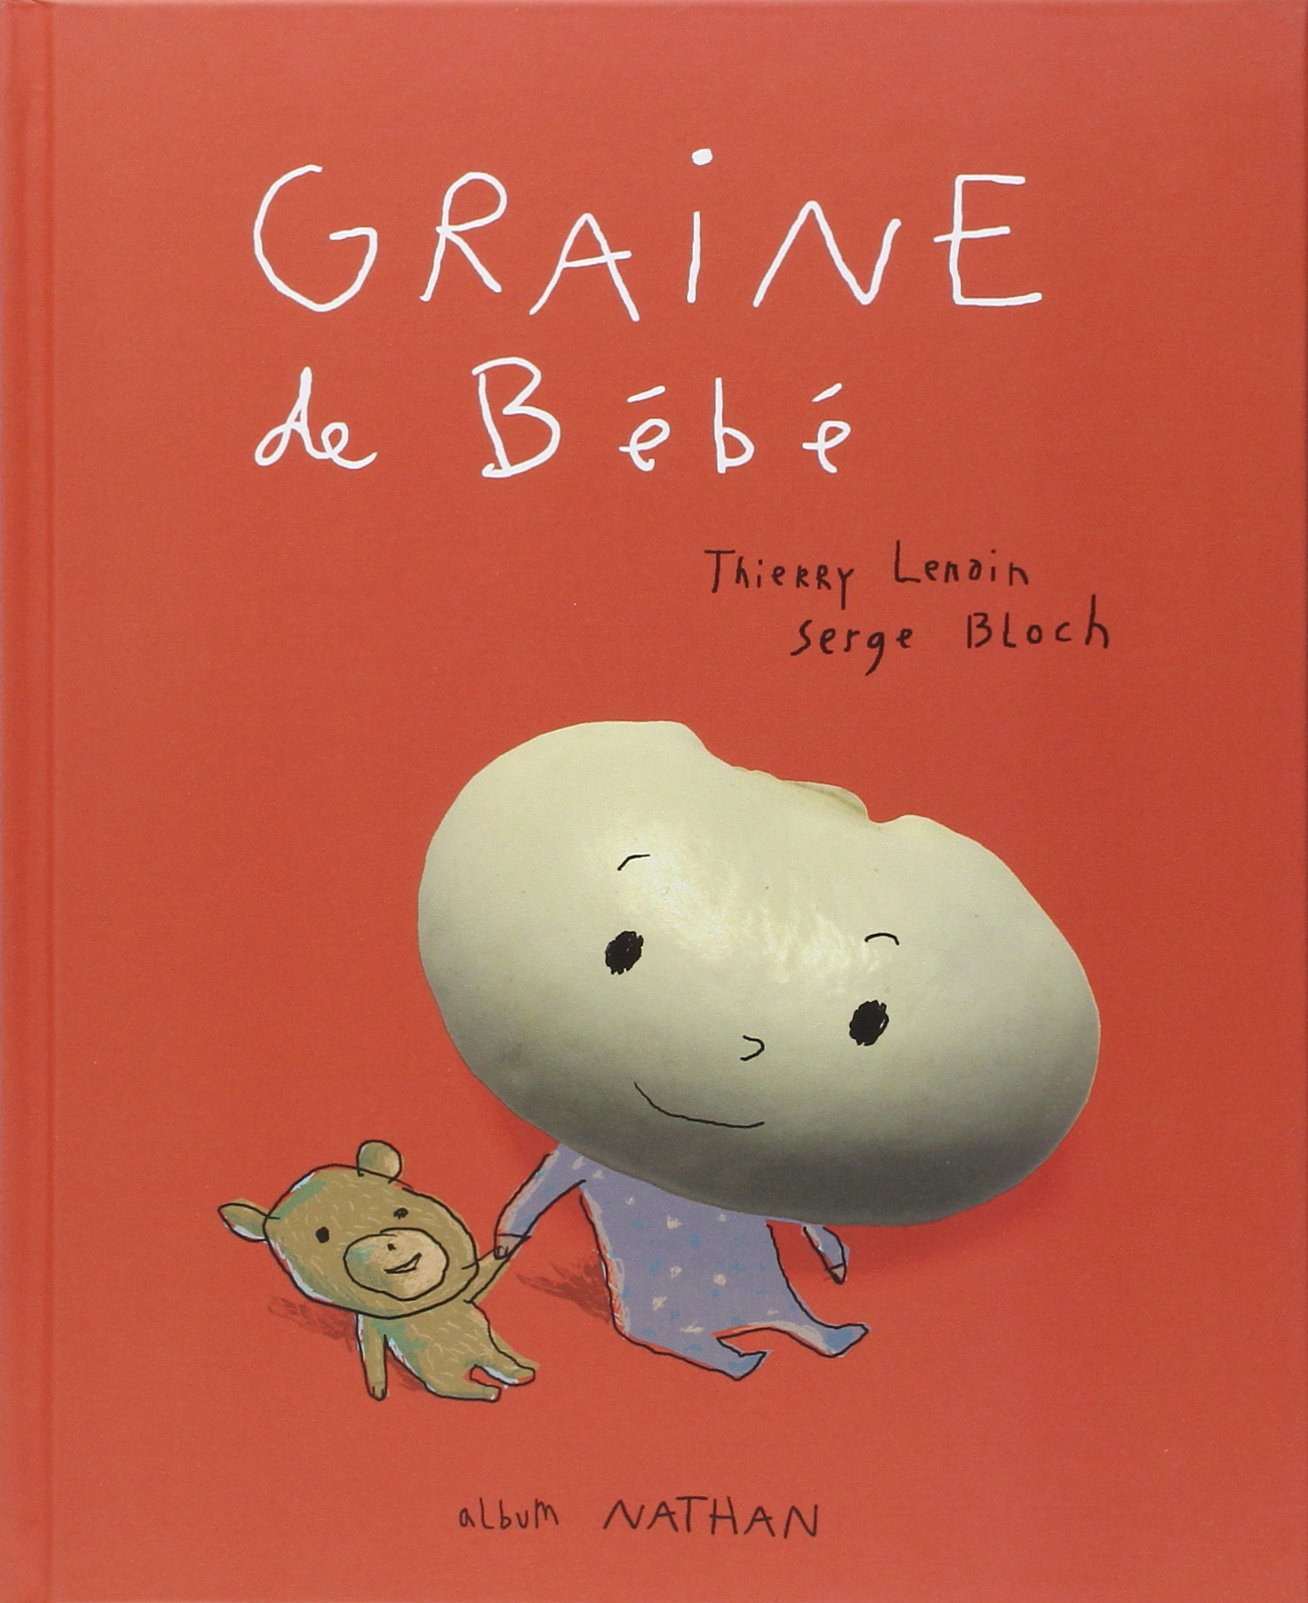 GRAiNE
de Bébé
Thierry Lenain
Serge Bloch
album NATHAN